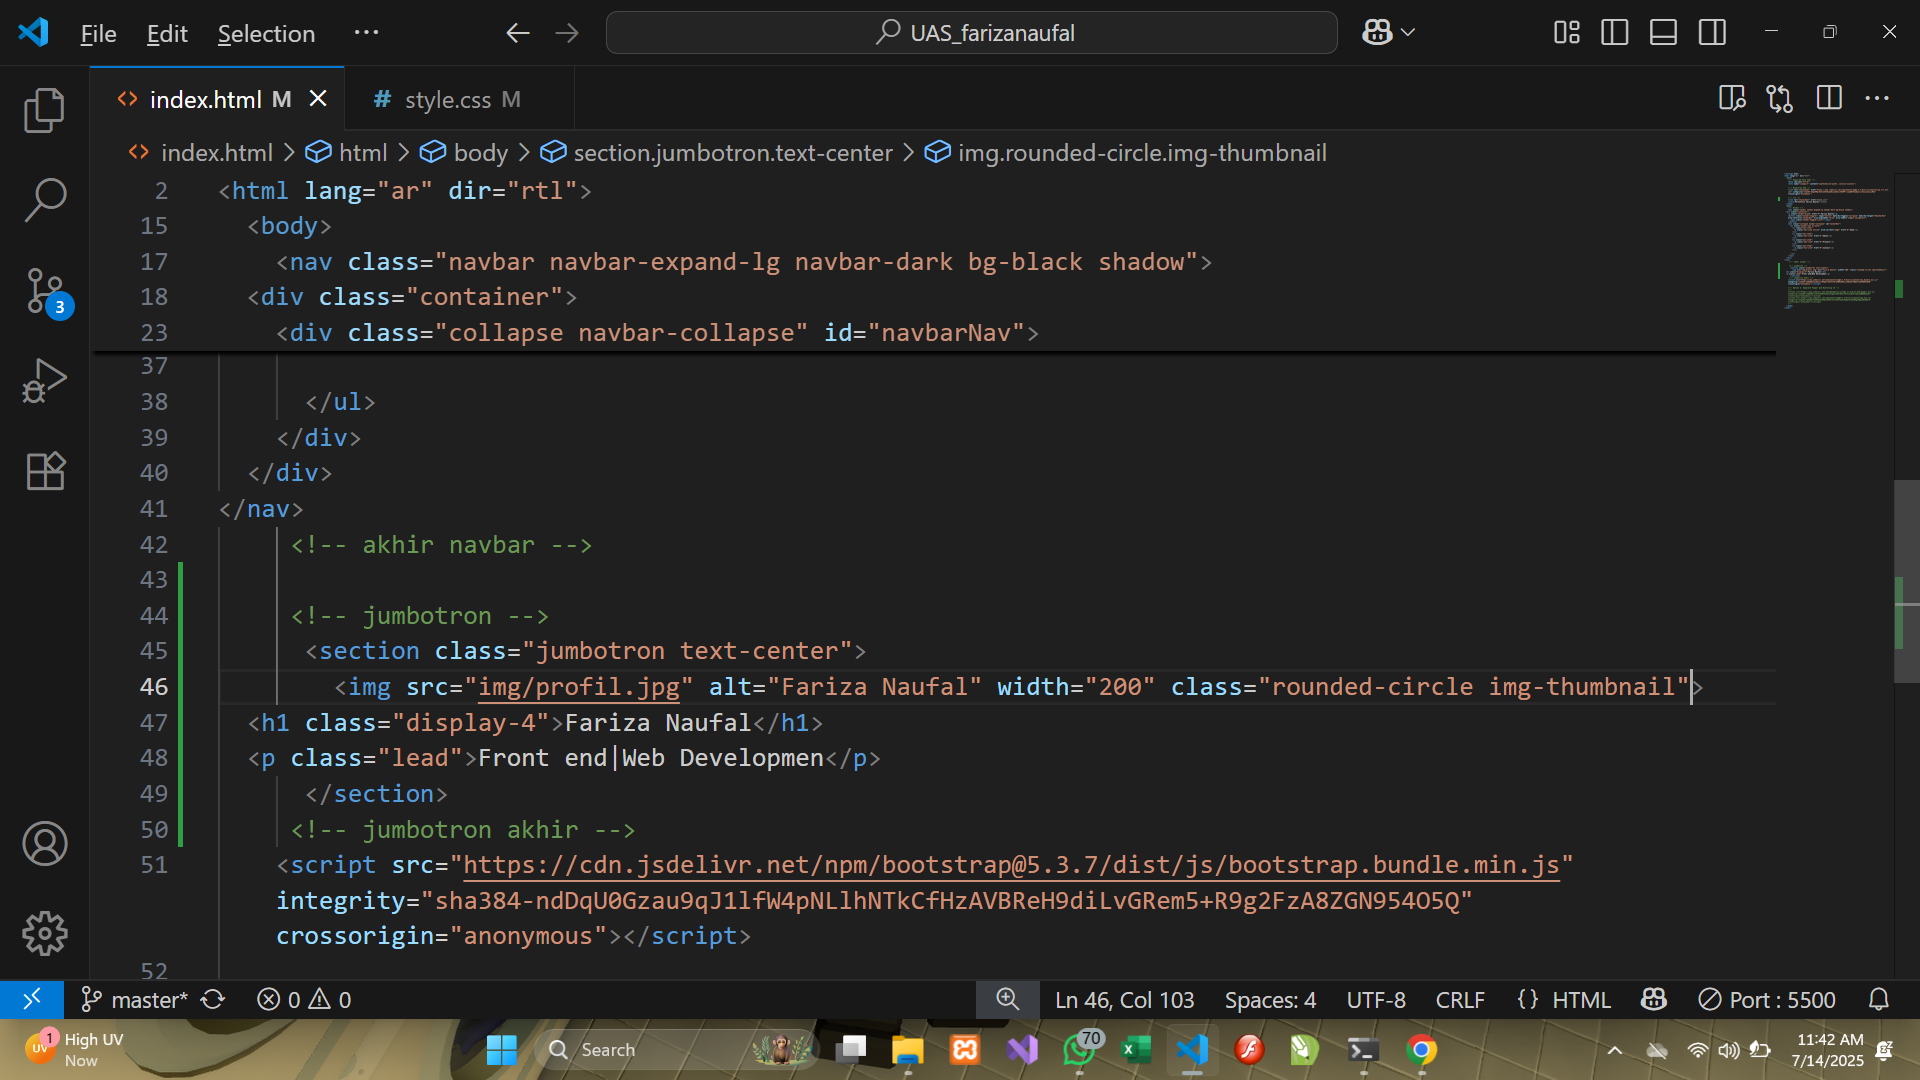 File Edit Selection ···
UAS_farizanaufal
index.html M
# style.css M
index.html > html > body > section.jumbotron.text-center > img.rounded-circle.img-thumbnail
2 <html lang="ar" dir="rtl">
15 <body>
17 <nav class="navbar navbar-expand-lg navbar-dark bg-black shadow">
18 <div class="container">
23 <div class="collapse navbar-collapse" id="navbarNav">
37
38 </ul>
39 </div>
40 </div>
41 </nav>
42 <!-- akhir navbar -->
43
44 <!-- jumbotron -->
45 <section class="jumbotron text-center">
46 <img src="img/profil.jpg" alt="Fariza Naufal" width="200" class="rounded-circle img-thumbnail">
47 <h1 class="display-4">Fariza Naufal</h1>
48 <p class="lead">Front end|Web Developmen</p>
49 </section>
50 <!-- jumbotron akhir -->
51 <script src="https://cdn.jsdelivr.net/npm/bootstrap@5.3.7/dist/js/bootstrap.bundle.min.js"
integrity="sha384-ndDqU0Gzau9qJ1lfW4pNLlhNTkCfHzAVBReH9diLvGRem5+R9g2FzA8ZGN954O5Q"
crossorigin="anonymous"></script>
52
3
master* 0 0 Ln 46, Col 103 Spaces: 4 UTF-8 CRLF {} HTML Port : 5500
1 UV High UV
Now
Search
70
11:42 AM
7/14/2025